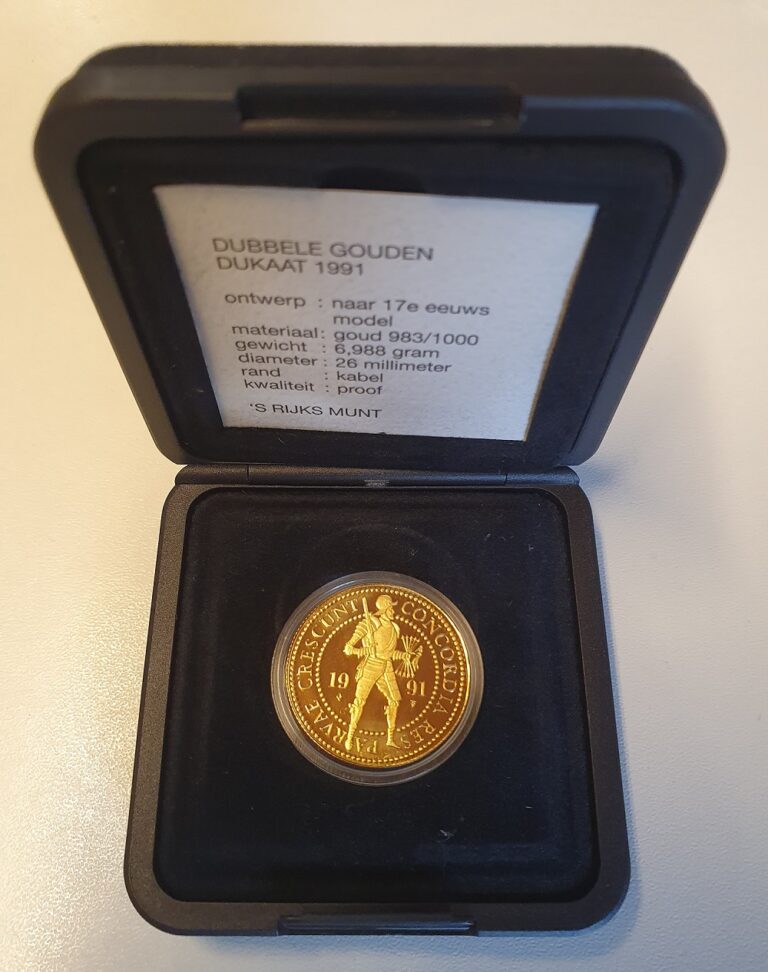 DUBBELE GOUDEN
DUKAAT 1991
ontwerp : naar 17e eeuws
model
materiaal : goud 983/1000
gewicht : 6,988 gram
diameter : 26 millimeter
rand : kabel
kwaliteit : proof
'S RIJKS MUNT
CONCORDIA RES PARVAE CRESCUNT
19 91